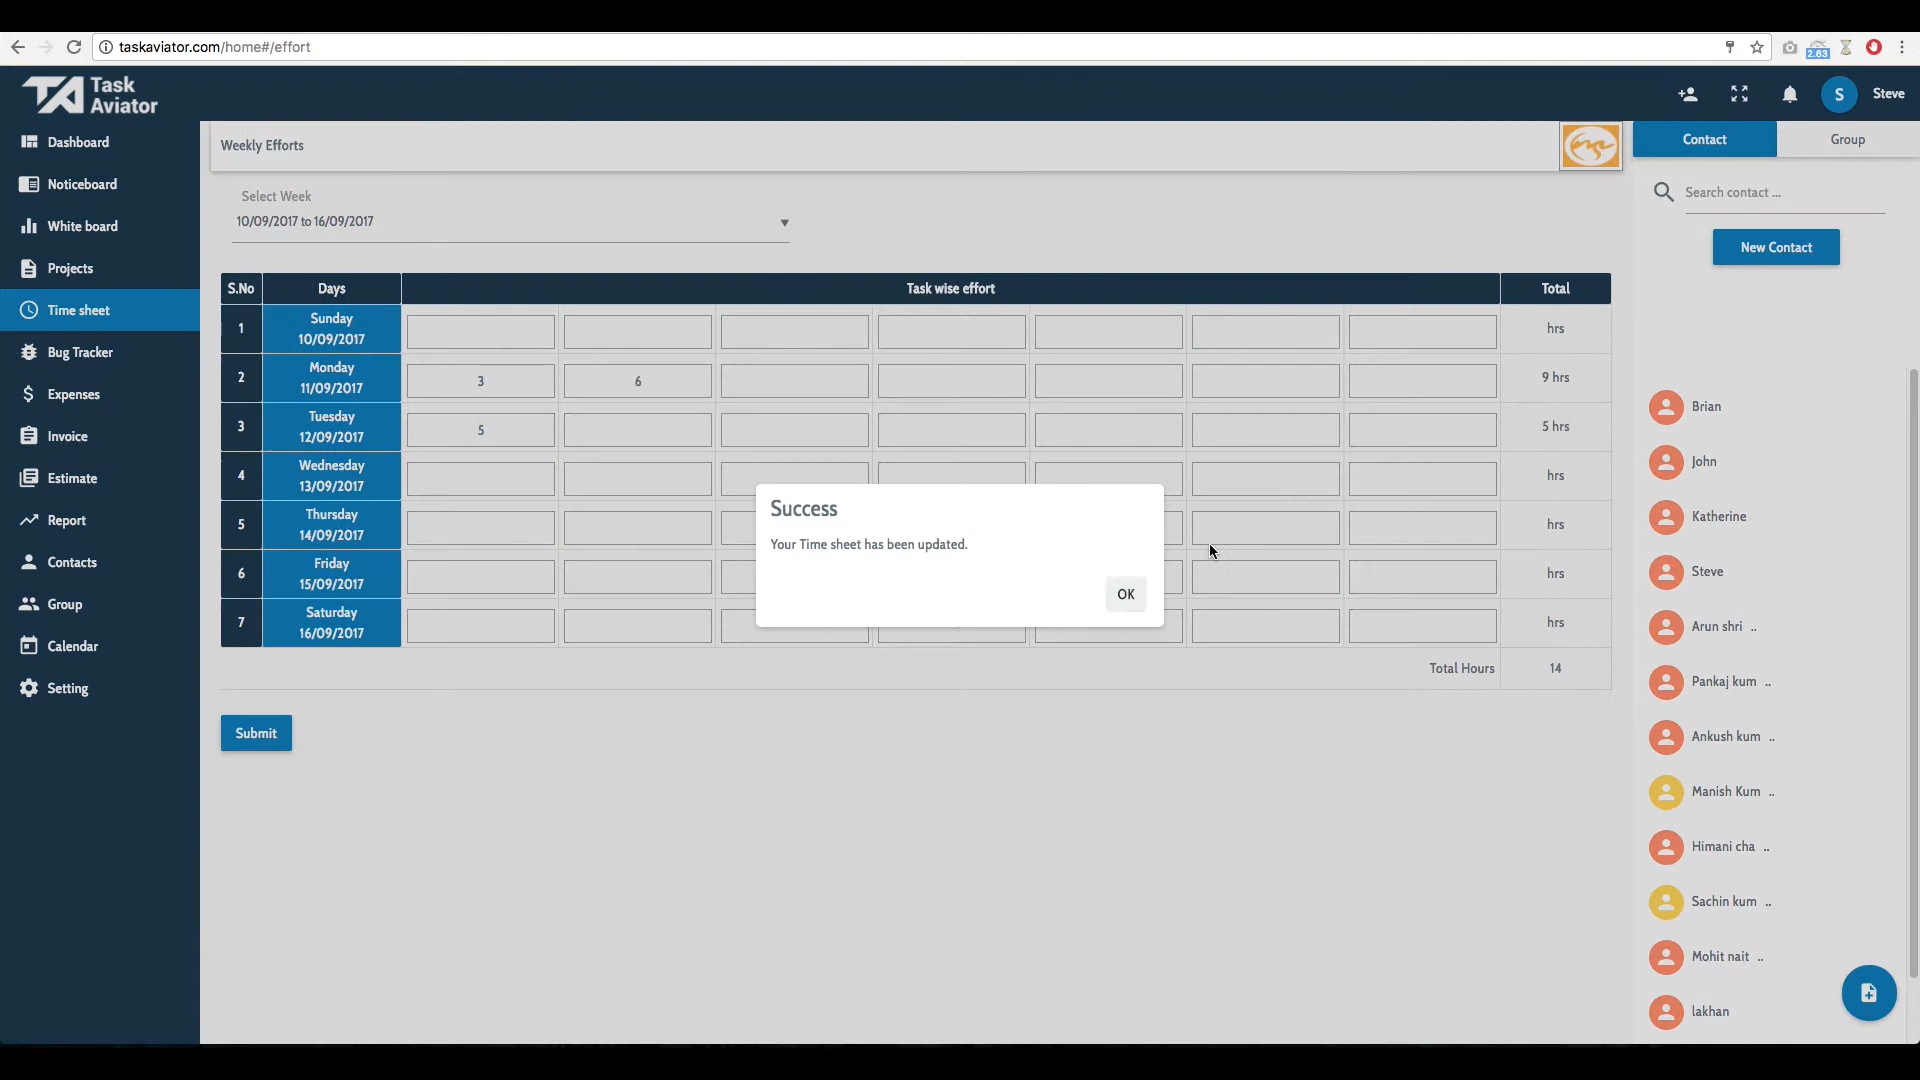 taskaviator.com/home#/effort
2.63
Task
Aviator
S
Steve
Dashboard
Noticeboard
White board
Projects
Time sheet
Bug Tracker
Expenses
Invoice
Estimate
Report
Contacts
Group
Calendar
Setting
Weekly Efforts
Select Week
10/09/2017 to 16/09/2017
S.No Days Task wise effort Total
1 Sunday 10/09/2017 hrs
2 Monday 11/09/2017 3 6 9 hrs
3 Tuesday 12/09/2017 5 5 hrs
4 Wednesday 13/09/2017 hrs
5 Thursday 14/09/2017 hrs
6 Friday 15/09/2017 hrs
7 Saturday 16/09/2017 hrs
Total Hours 14
Submit
Success
Your Time sheet has been updated.
OK
Contact Group
Search contact ...
New Contact
Brian
John
Katherine
Steve
Arun shri ..
Pankaj kum ..
Ankush kum ..
Manish Kum ..
Himani cha ..
Sachin kum ..
Mohit nait ..
lakhan